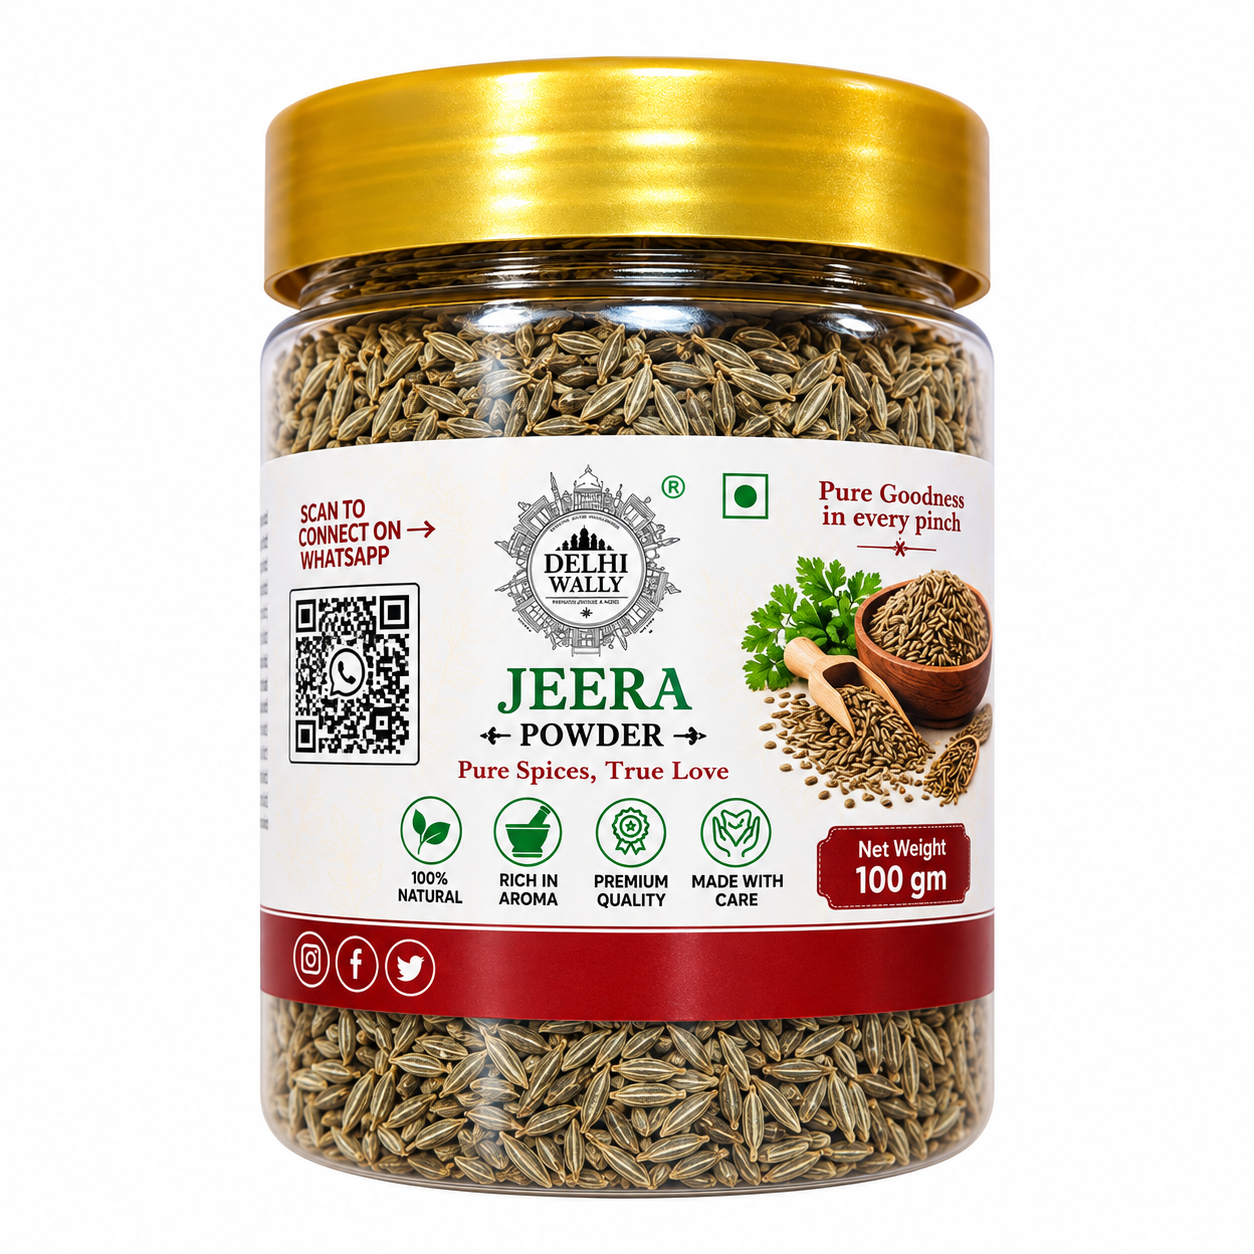 SCAN TO
CONNECT ON
WHATSAPP
®
DELHI
WALLY
JEERA
POWDER
Pure Spices, True Love
100%
NATURAL
RICH IN
AROMA
PREMIUM
QUALITY
MADE WITH
CARE
Pure Goodness
in every pinch
Net Weight
100 gm